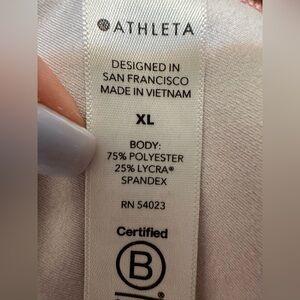 ATHLETA
DESIGNED IN
SAN FRANCISCO
MADE IN VIETNAM
XL
BODY:
75% POLYESTER
25% LYCRA®
SPANDEX
RN 54023
Certified
B